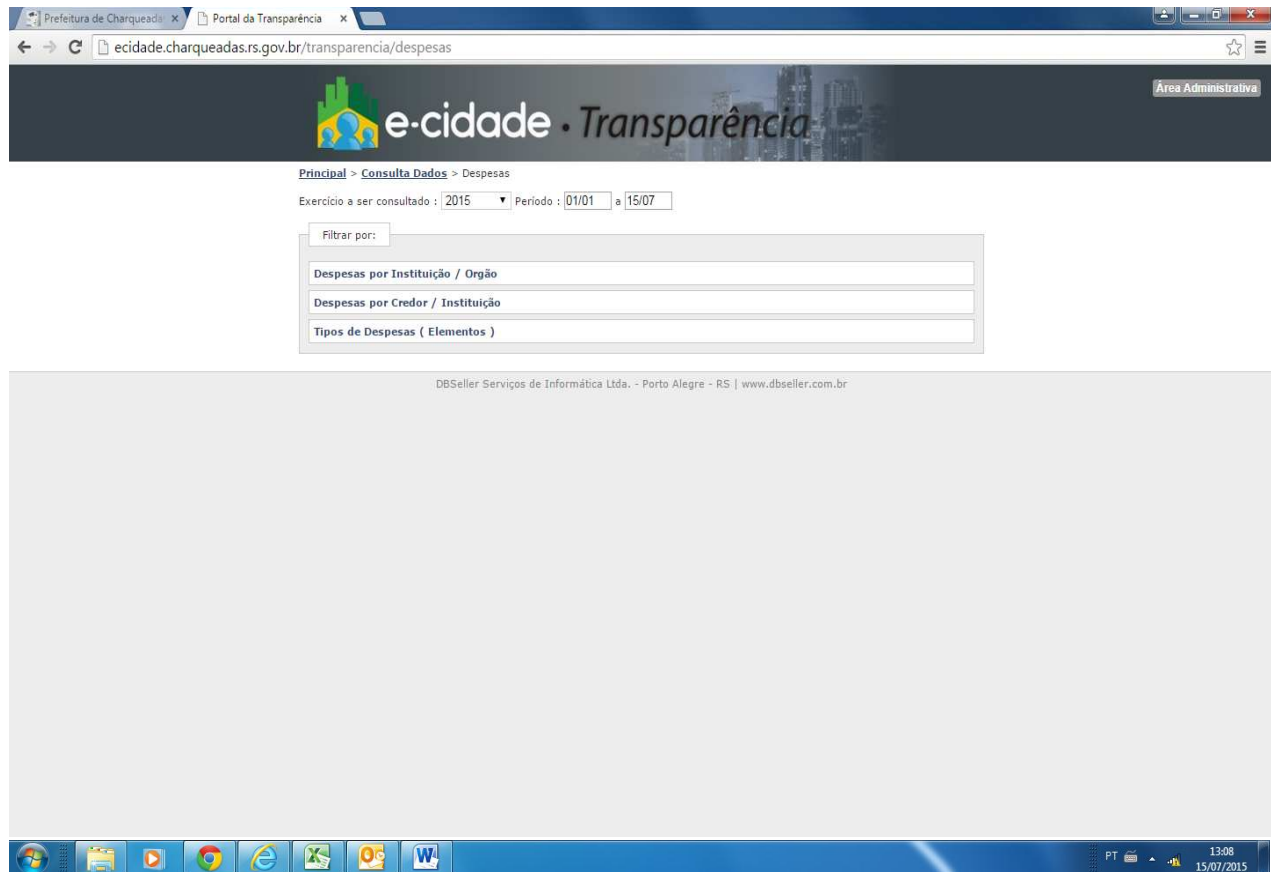 Prefeitura de Charqueada
Portal da Transparência
ecidade.charqueadas.rs.gov.br/transparencia/despesas
Área Administrativa
e-cidade • Transparência
Principal > Consulta Dados > Despesas
Exercício a ser consultado : 2015 Período : 01/01 a 15/07
Filtrar por:
Despesas por Instituição / Orgão
Despesas por Credor / Instituição
Tipos de Despesas ( Elementos )
DBSeller Serviços de Informática Ltda. - Porto Alegre - RS | www.dbseller.com.br
PT
13:08
15/07/2015